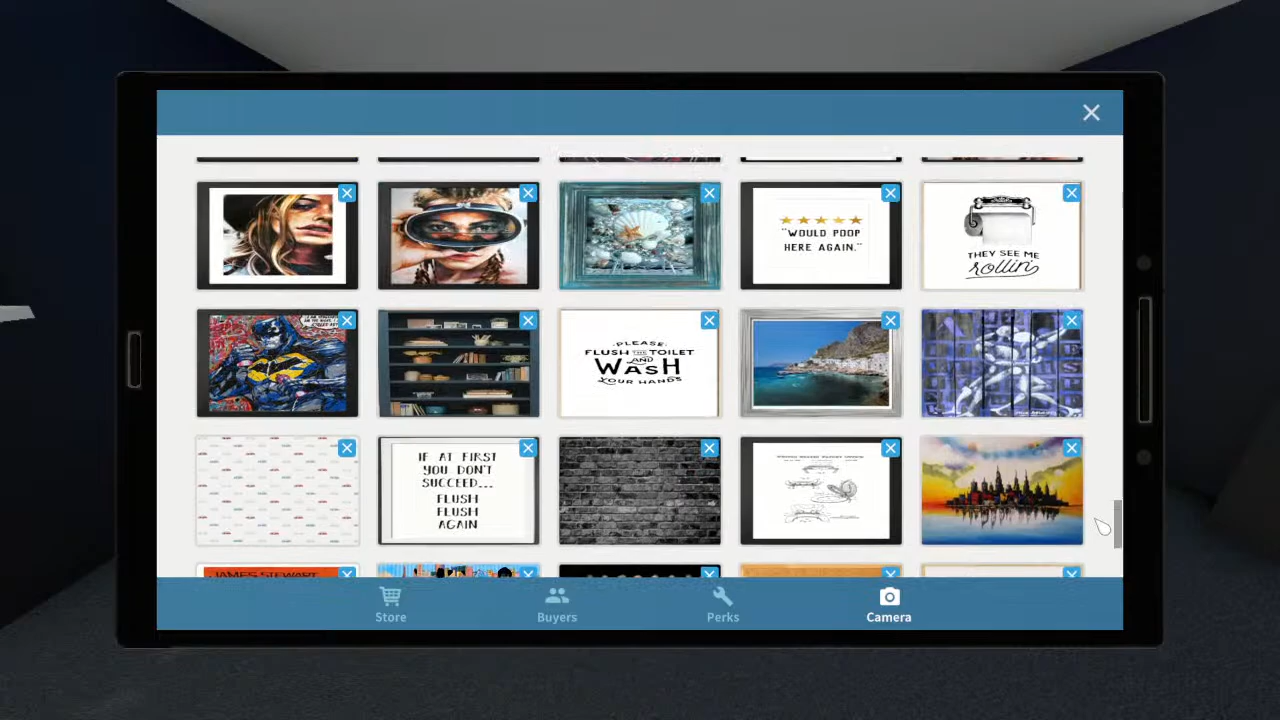 ★★★★★
"WOULD POOP
HERE AGAIN."
THEY SEE ME
rollin'
PLEASE
FLUSH THE TOILET
AND
WASH
YOUR HANDS
IF AT FIRST
YOU DON'T
SUCCEED...
FLUSH
FLUSH
AGAIN
JAMES STEWART
Store
Buyers
Perks
Camera